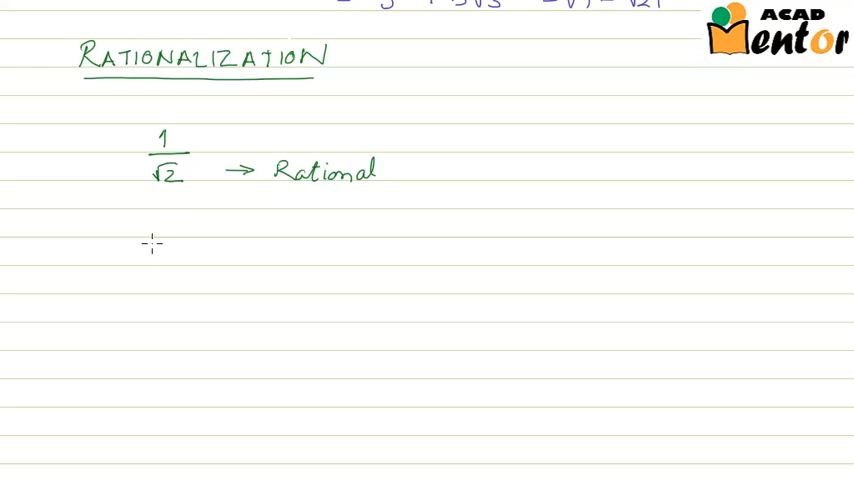 ACAD
Mentor
RATIONALIZATION
1
√2 → Rational